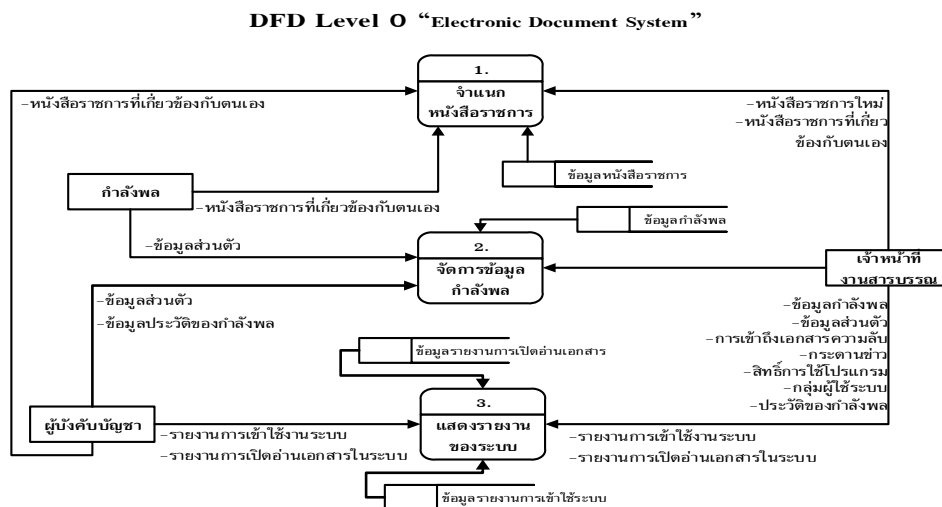 DFD Level 0 “Electronic Document System”
1.
จำแนก
หนังสือราชการ
-หนังสือราชการที่เกี่ยวข้องกับตนเอง
-หนังสือราชการใหม่
-หนังสือราชการที่เกี่ยว
ข้องกับตนเอง
ข้อมูลหนังสือราชการ
กำลังพล
-หนังสือราชการที่เกี่ยวข้องกับตนเอง
ข้อมูลกำลังพล
-ข้อมูลส่วนตัว
2.
จัดการข้อมูล
กำลังพล
เจ้าหน้าที่
งานสารบรรณ
-ข้อมูลส่วนตัว
-ข้อมูลประวัติของกำลังพล
-ข้อมูลกำลังพล
-ข้อมูลส่วนตัว
-การเข้าถึงเอกสารความลับ
-กระดานข่าว
-สิทธิ์การใช้โปรแกรม
-กลุ่มผู้ใช้ระบบ
-ประวัติของกำลังพล
ข้อมูลรายงานการเปิดอ่านเอกสาร
3.
แสดงรายงาน
ของระบบ
ผู้บังคับบัญชา
-รายงานการเข้าใช้งานระบบ
-รายงานการเปิดอ่านเอกสารในระบบ
-รายงานการเข้าใช้งานระบบ
-รายงานการเปิดอ่านเอกสารในระบบ
ข้อมูลรายงานการเข้าใช้ระบบ